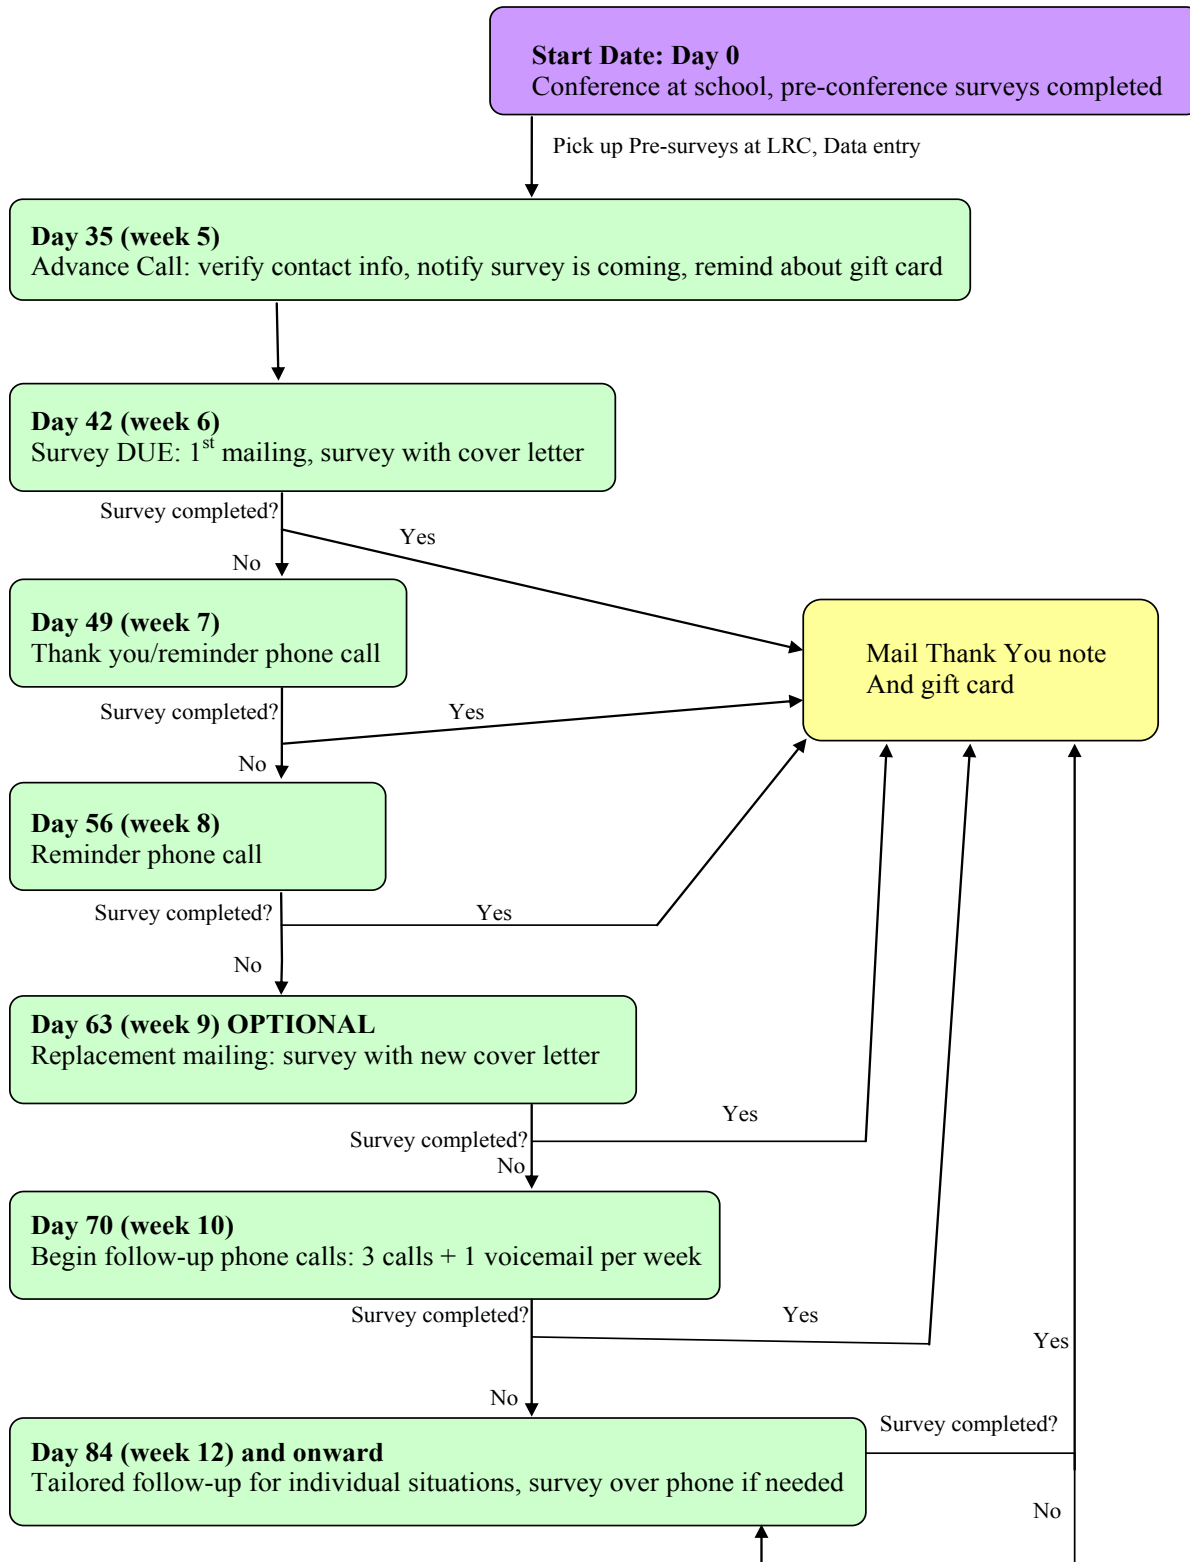 Start Date: Day 0
Conference at school, pre-conference surveys completed
Pick up Pre-surveys at LRC, Data entry
Day 35 (week 5)
Advance Call: verify contact info, notify survey is coming, remind about gift card
Day 42 (week 6)
Survey DUE: 1st mailing, survey with cover letter
Survey completed?
Yes
No
Day 49 (week 7)
Thank you/reminder phone call
Mail Thank You note
And gift card
Survey completed?
Yes
No
Day 56 (week 8)
Reminder phone call
Survey completed?
Yes
No
Day 63 (week 9) OPTIONAL
Replacement mailing: survey with new cover letter
Yes
Survey completed?
No
Day 70 (week 10)
Begin follow-up phone calls: 3 calls + 1 voicemail per week
Survey completed?
Yes
Yes
No
Survey completed?
Day 84 (week 12) and onward
Tailored follow-up for individual situations, survey over phone if needed
No